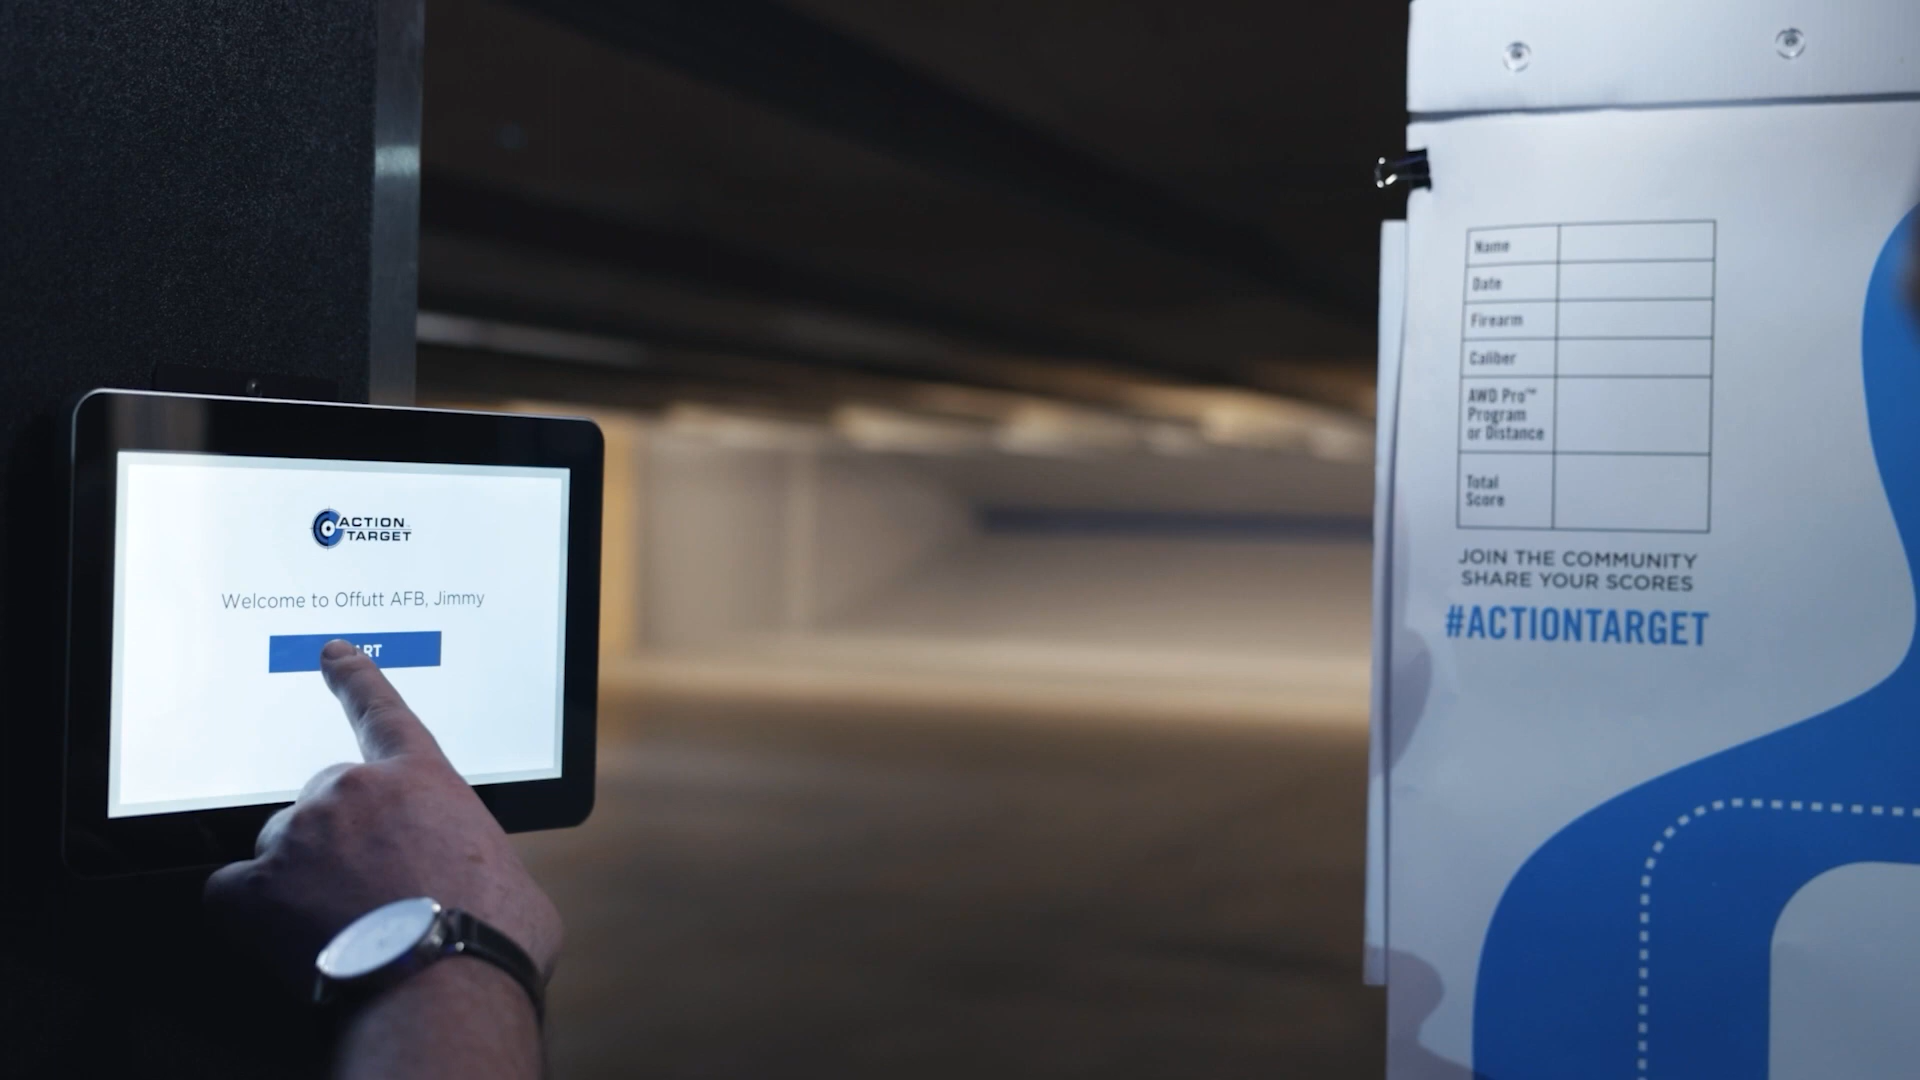 ACTION
TARGET
Welcome to Offutt AFB, Jimmy
ART
Name
Date
Firearm
Caliber
AWD Pro™
Program
or Distance
Total
Score
JOIN THE COMMUNITY
SHARE YOUR SCORES
#ACTIONTARGET